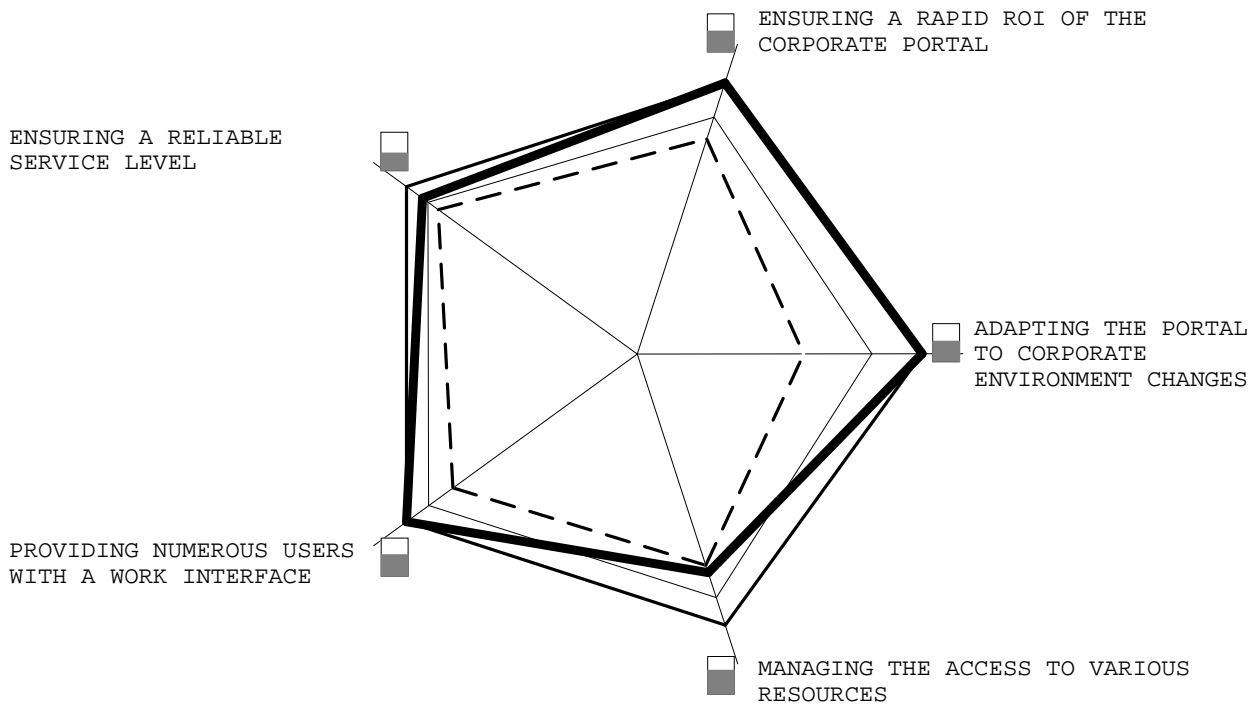 ENSURING A RAPID ROI OF THE
CORPORATE PORTAL
ENSURING A RELIABLE
SERVICE LEVEL
ADAPTING THE PORTAL
TO CORPORATE
ENVIRONMENT CHANGES
PROVIDING NUMEROUS USERS
WITH A WORK INTERFACE
MANAGING THE ACCESS TO VARIOUS
RESOURCES